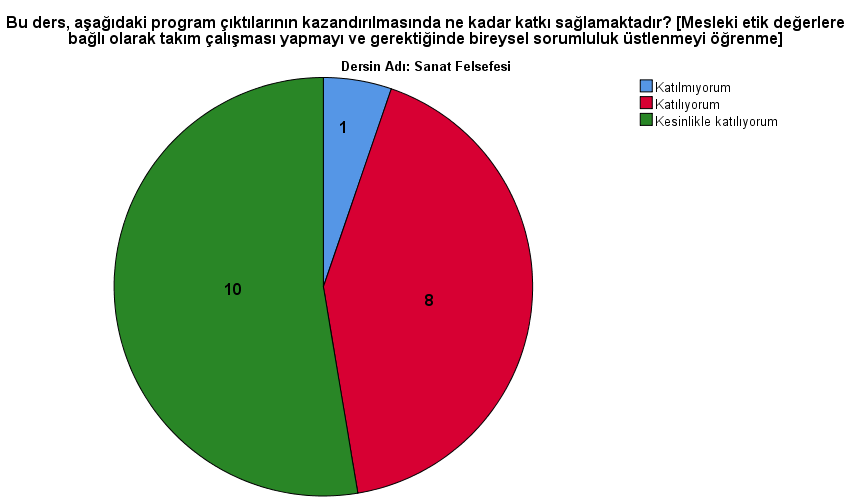 Bu ders, aşağıdaki program çıktılarının kazandırılmasında ne kadar katkı sağlamaktadır? [Mesleki etik değerlere
bağlı olarak takım çalışması yapmayı ve gerektiğinde bireysel sorumluluk üstlenmeyi öğrenme]
Dersin Adı: Sanat Felsefesi
Katılmıyorum
Katılıyorum
Kesinlikle katılıyorum
1
10
8